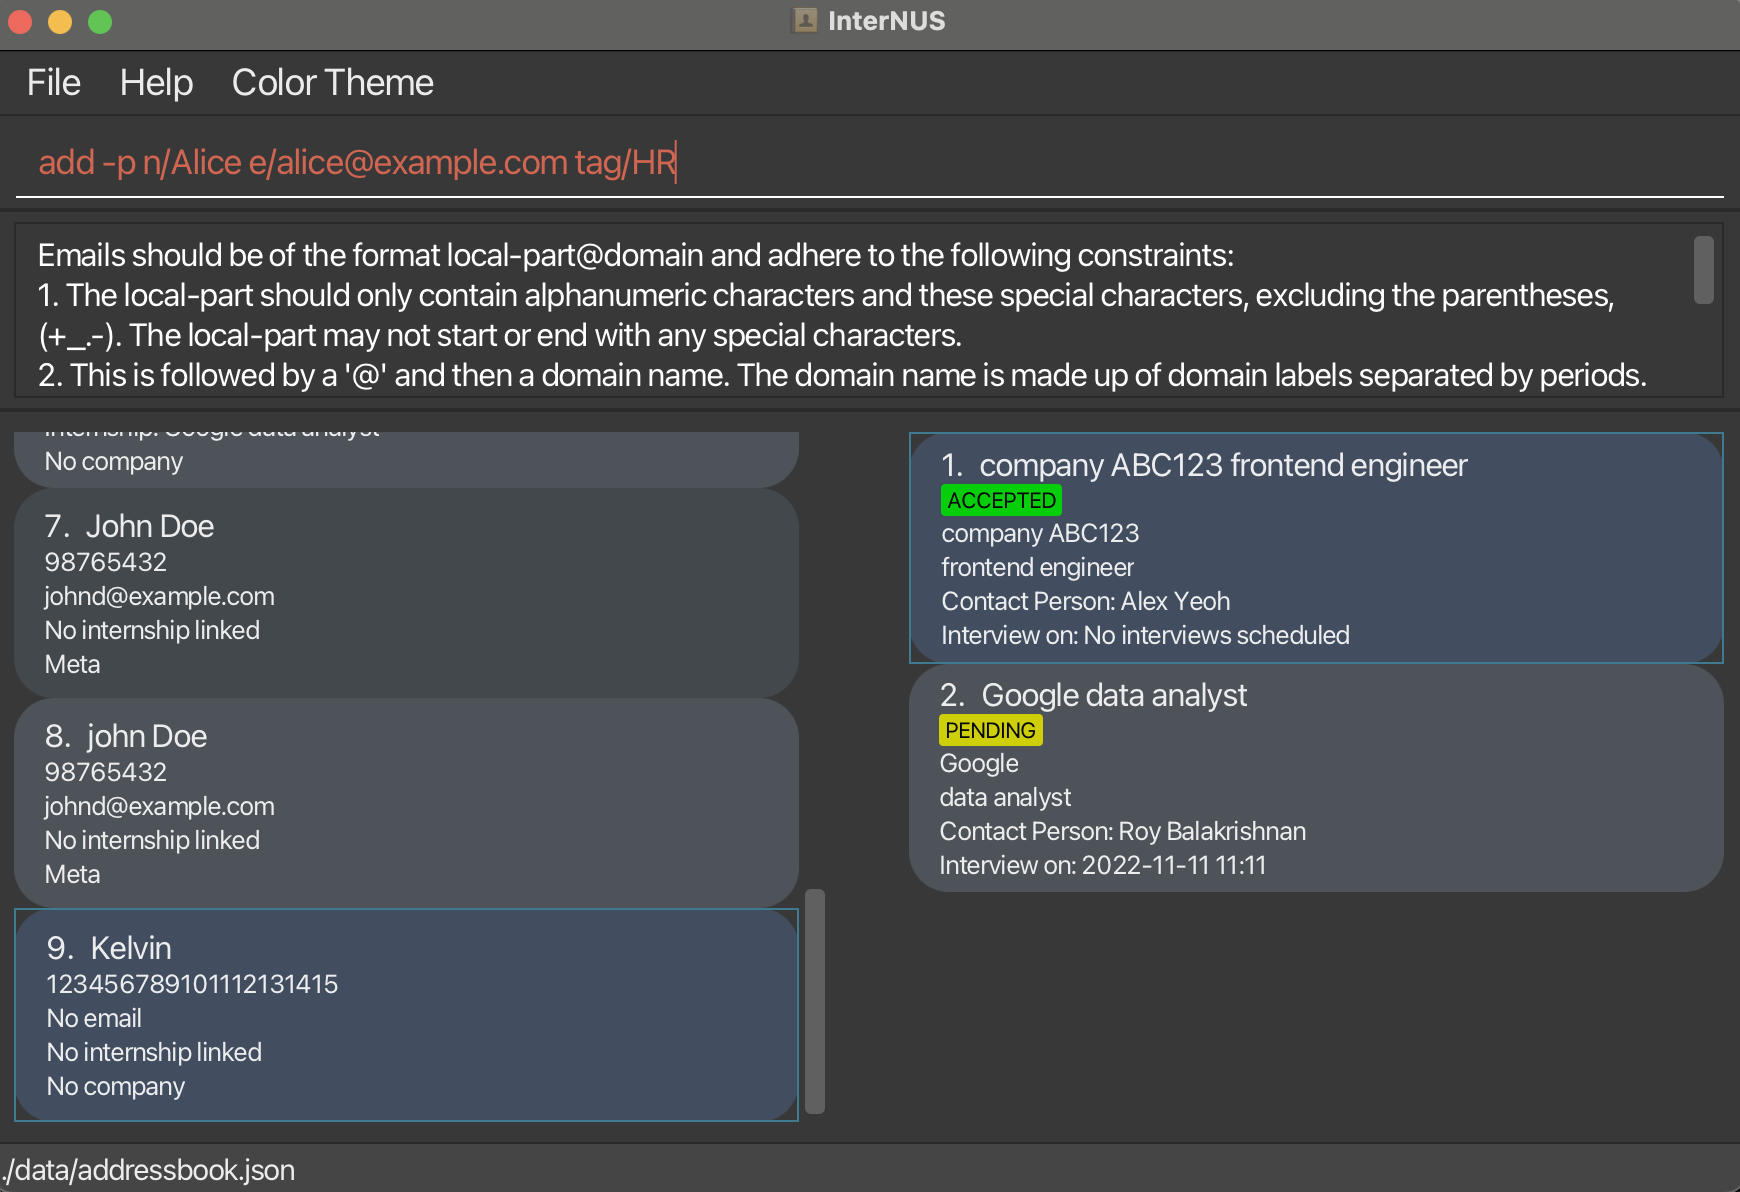 InterNUS
File Help Color Theme
add -p n/Alice e/alice@example.com tag/HR
Emails should be of the format local-part@domain and adhere to the following constraints:
1. The local-part should only contain alphanumeric characters and these special characters, excluding the parentheses,
(+_.-). The local-part may not start or end with any special characters.
2. This is followed by a '@' and then a domain name. The domain name is made up of domain labels separated by periods.
Internship: Google data analyst
No company
7. John Doe
98765432
johnd@example.com
No internship linked
Meta
8. john Doe
98765432
johnd@example.com
No internship linked
Meta
9. Kelvin
123456789101112131415
No email
No internship linked
No company
1. company ABC123 frontend engineer
ACCEPTED
company ABC123
frontend engineer
Contact Person: Alex Yeoh
Interview on: No interviews scheduled
2. Google data analyst
PENDING
Google
data analyst
Contact Person: Roy Balakrishnan
Interview on: 2022-11-11 11:11
./data/addressbook.json